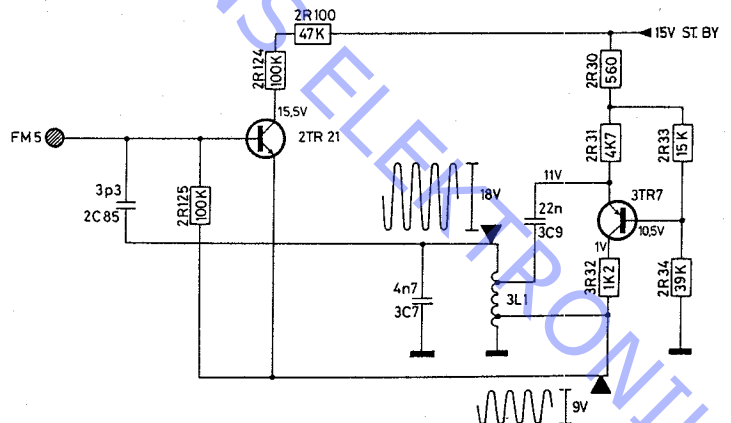 2R100
47K
15V ST. BY
2R124
100K
2R30
560
15,5V
FM5
2TR 21
2R31
4K7
2R33
15K
3p3
2C85
2R125
100K
18V
11V
22n
3C9
3TR7
10,5V
1V
4n7
3C7
3L1
3R32
1K2
2R34
39K
9V
NS ELEKTRONI